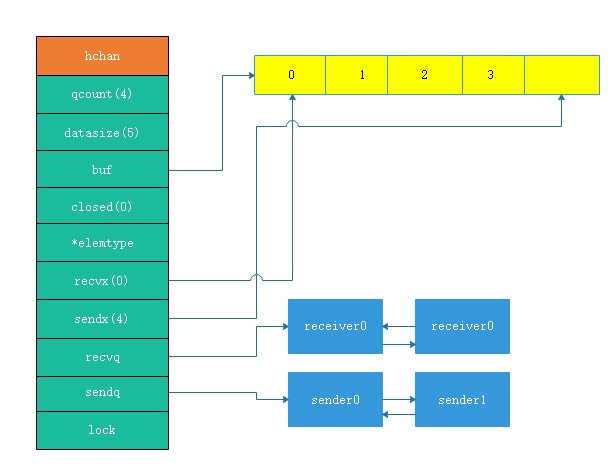 hchan
qcount(4)
datasize(5)
buf
closed(0)
*elemtype
recvx(0)
sendx(4)
recvq
sendq
lock
0 1 2 3
receiver0 receiver0
sender0 sender1